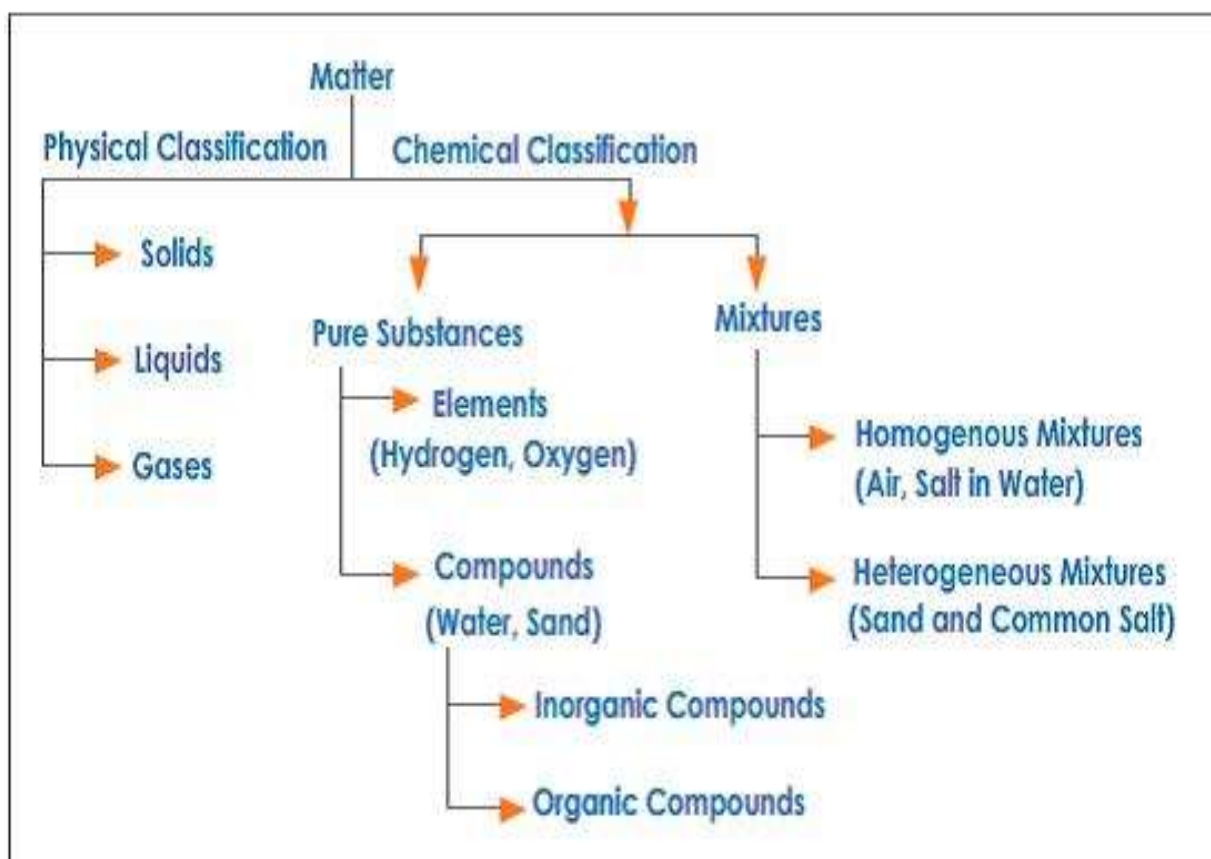 Matter
Physical Classification
Chemical Classification
Solids
Liquids
Gases
Pure Substances
Elements
(Hydrogen, Oxygen)
Compounds
(Water, Sand)
Inorganic Compounds
Organic Compounds
Mixtures
Homogenous Mixtures
(Air, Salt in Water)
Heterogeneous Mixtures
(Sand and Common Salt)